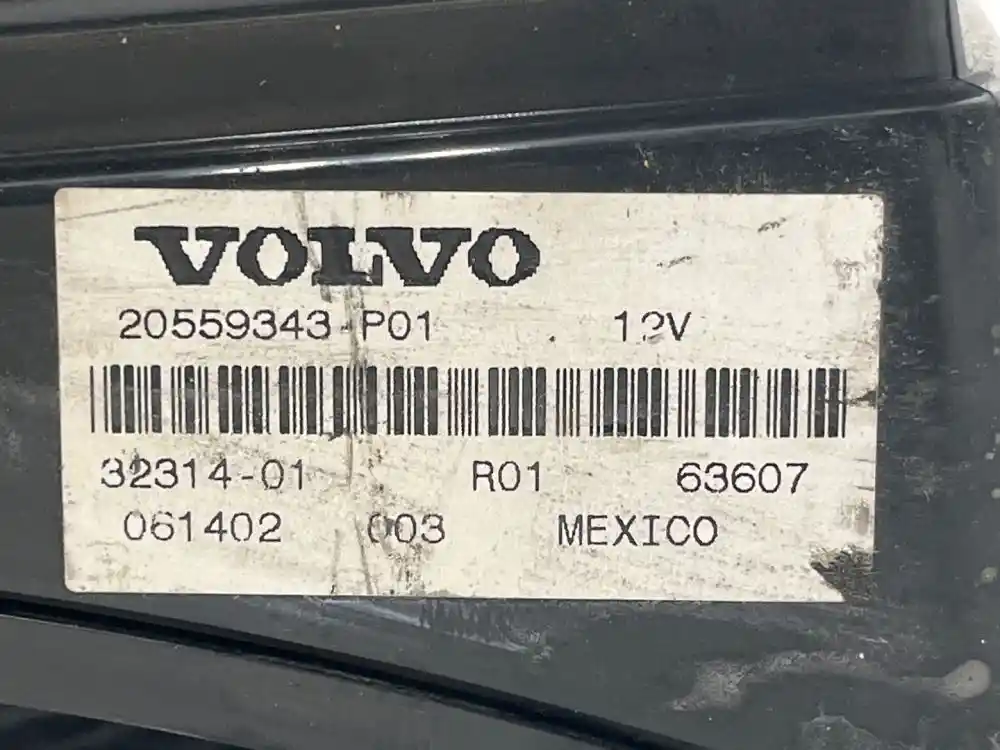 VOLVO
20559343-P01 12V
32314-01 R01 63607
061402 003 MEXICO